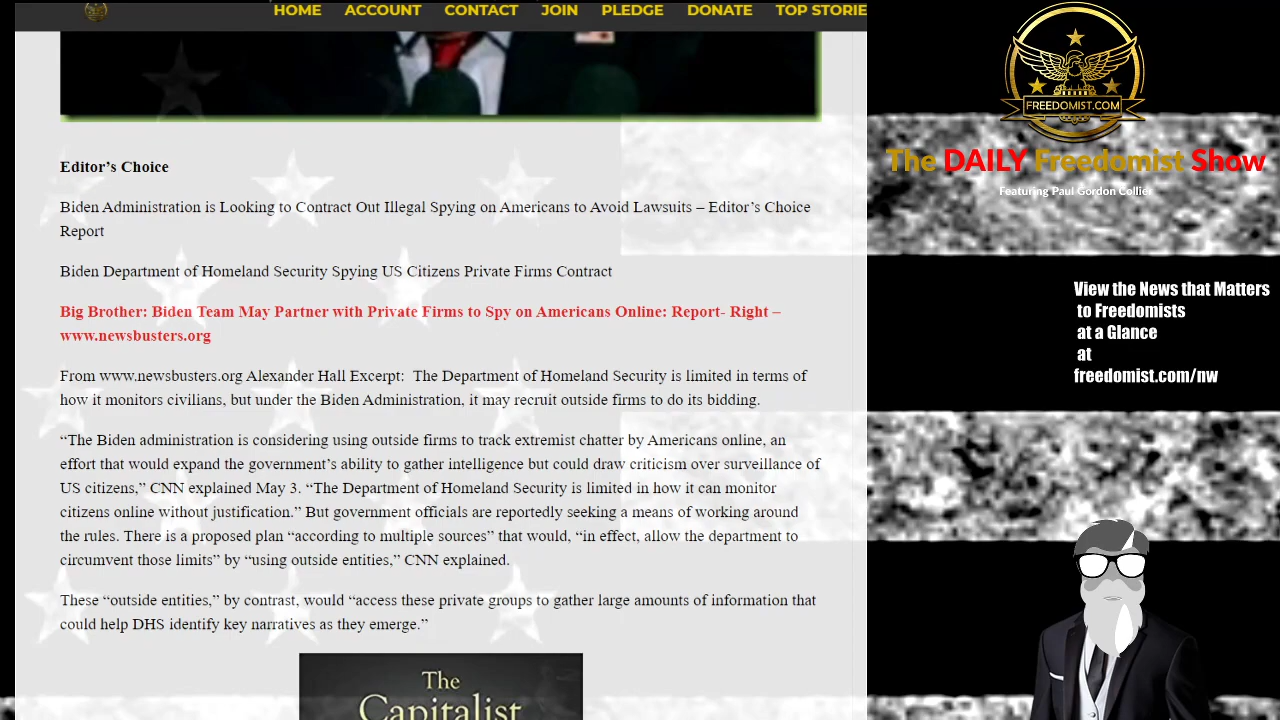 HOME ACCOUNT CONTACT JOIN PLEDGE DONATE TOP STORIE
Editor’s Choice
Biden Administration is Looking to Contract Out Illegal Spying on Americans to Avoid Lawsuits – Editor’s Choice
Report
Biden Department of Homeland Security Spying US Citizens Private Firms Contract
Big Brother: Biden Team May Partner with Private Firms to Spy on Americans Online: Report- Right –
www.newsbusters.org
From www.newsbusters.org Alexander Hall Excerpt:  The Department of Homeland Security is limited in terms of
how it monitors civilians, but under the Biden Administration, it may recruit outside firms to do its bidding.
“The Biden administration is considering using outside firms to track extremist chatter by Americans online, an
effort that would expand the government’s ability to gather intelligence but could draw criticism over surveillance of
US citizens,” CNN explained May 3. “The Department of Homeland Security is limited in how it can monitor
citizens online without justification.” But government officials are reportedly seeking a means of working around
the rules. There is a proposed plan “according to multiple sources” that would, “in effect, allow the department to
circumvent those limits” by “using outside entities,” CNN explained.
These “outside entities,” by contrast, would “access these private groups to gather large amounts of information that
could help DHS identify key narratives as they emerge.”
The
Capitalist
FREEDOMIST.COM
The DAILY Freedomist Show
Featuring Paul Gordon Collier
View the News that Matters
to Freedomists
at a Glance
at
freedomist.com/nw